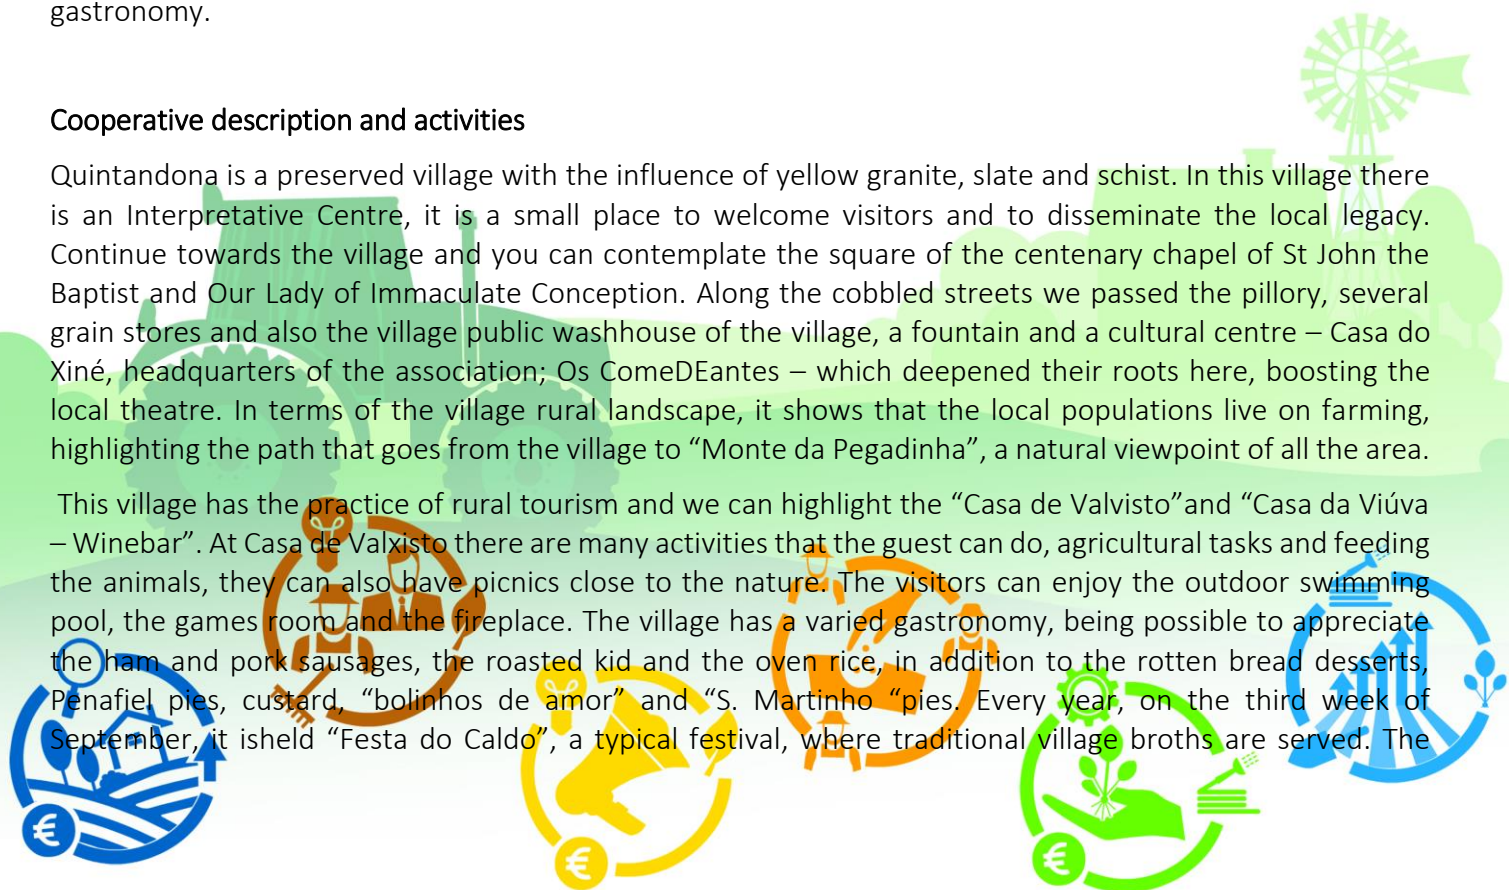 gastronomy.
Cooperative description and activities
Quintandona is a preserved village with the influence of yellow granite, slate and schist. In this village there
is an Interpretative Centre, it is a small place to welcome visitors and to disseminate the local legacy.
Continue towards the village and you can contemplate the square of the centenary chapel of St John the
Baptist and Our Lady of Immaculate Conception. Along the cobbled streets we passed the pillory, several
grain stores and also the village public washhouse of the village, a fountain and a cultural centre – Casa do
Xiné, headquarters of the association; Os ComeDEantes – which deepened their roots here, boosting the
local theatre. In terms of the village rural landscape, it shows that the local populations live on farming,
highlighting the path that goes from the village to “Monte da Pegadinha”, a natural viewpoint of all the area.
This village has the practice of rural tourism and we can highlight the “Casa de Valvisto”and “Casa da Viúva
– Winebar”. At Casa de Valxisto there are many activities that the guest can do, agricultural tasks and feeding
the animals, they can also have picnics close to the nature. The visitors can enjoy the outdoor swimming
pool, the games room and the fireplace. The village has a varied gastronomy, being possible to appreciate
the ham and pork sausages, the roasted kid and the oven rice, in addition to the rotten bread desserts,
Penafiel pies, custard, “bolinhos de amor” and “S. Martinho “pies. Every year, on the third week of
September, it isheld “Festa do Caldo”, a typical festival, where traditional village broths are served. The
€
€
€